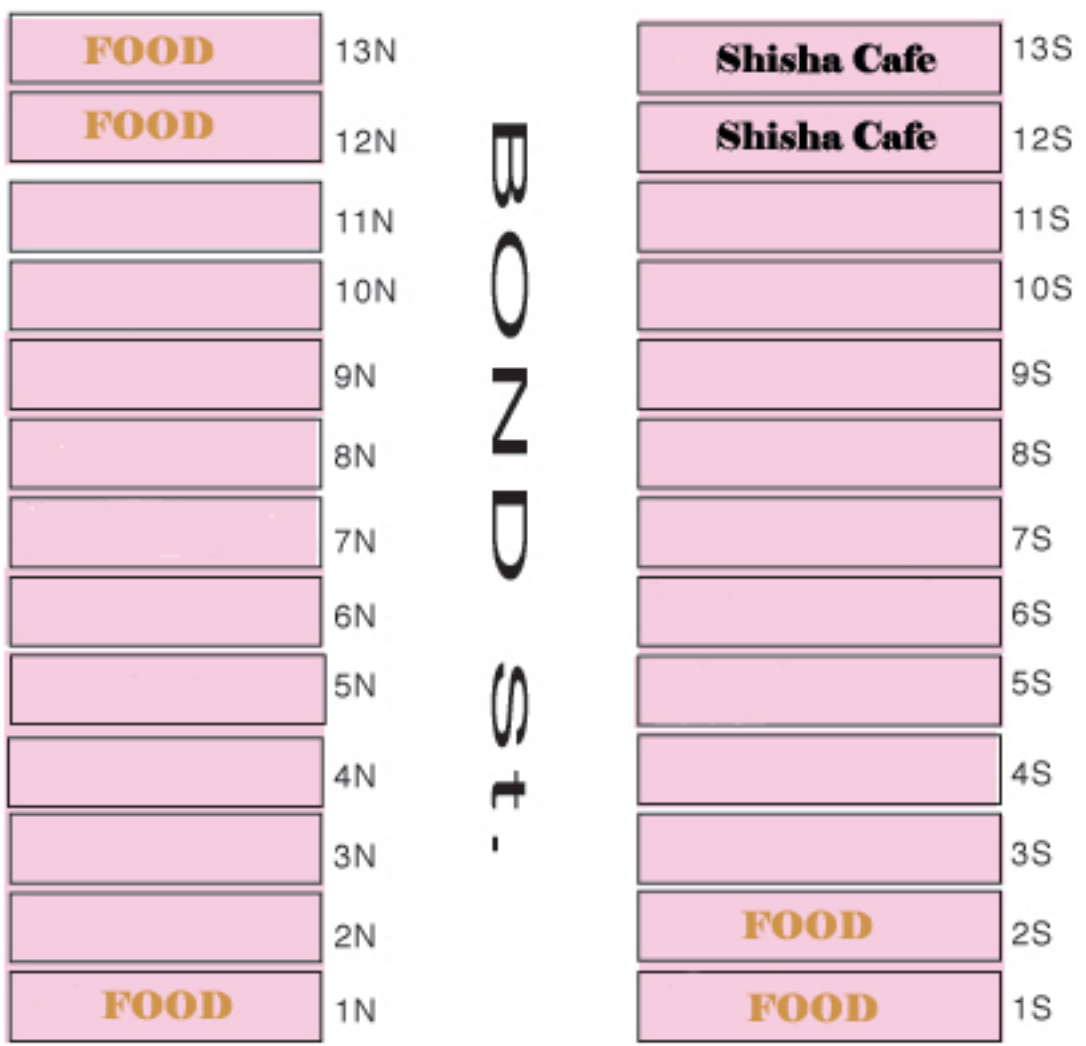 FOOD 13N
FOOD 12N
11N
10N
9N
8N
7N
6N
5N
4N
3N
2N
FOOD 1N
BOND St.
Shisha Cafe 13S
Shisha Cafe 12S
11S
10S
9S
8S
7S
6S
5S
4S
3S
FOOD 2S
FOOD 1S